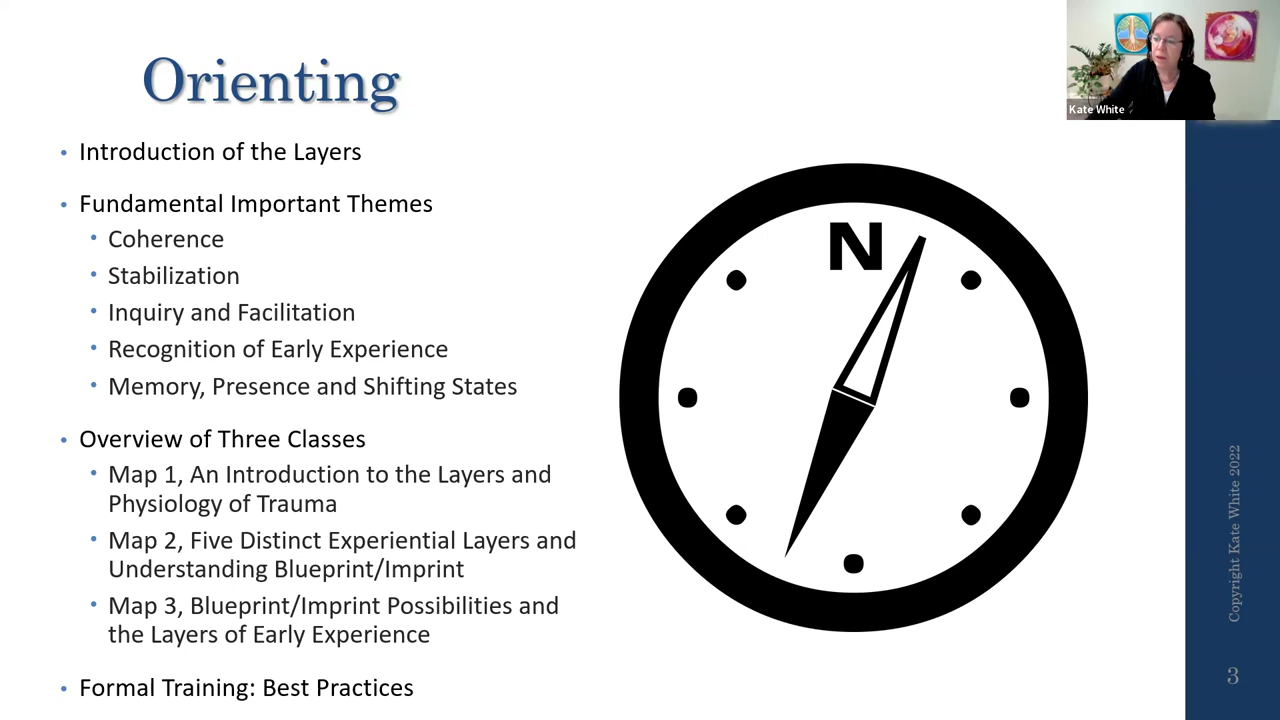 Orienting
Kate White
• Introduction of the Layers
• Fundamental Important Themes
• Coherence
• Stabilization
• Inquiry and Facilitation
• Recognition of Early Experience
• Memory, Presence and Shifting States
• Overview of Three Classes
• Map 1, An Introduction to the Layers and
Physiology of Trauma
• Map 2, Five Distinct Experiential Layers and
Understanding Blueprint/Imprint
• Map 3, Blueprint/Imprint Possibilities and
the Layers of Early Experience
• Formal Training: Best Practices
N
Copyright Kate White 2022
3